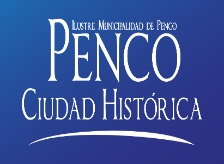 Ilustre Municipalidad de Penco
Penco
Ciudad Histórica